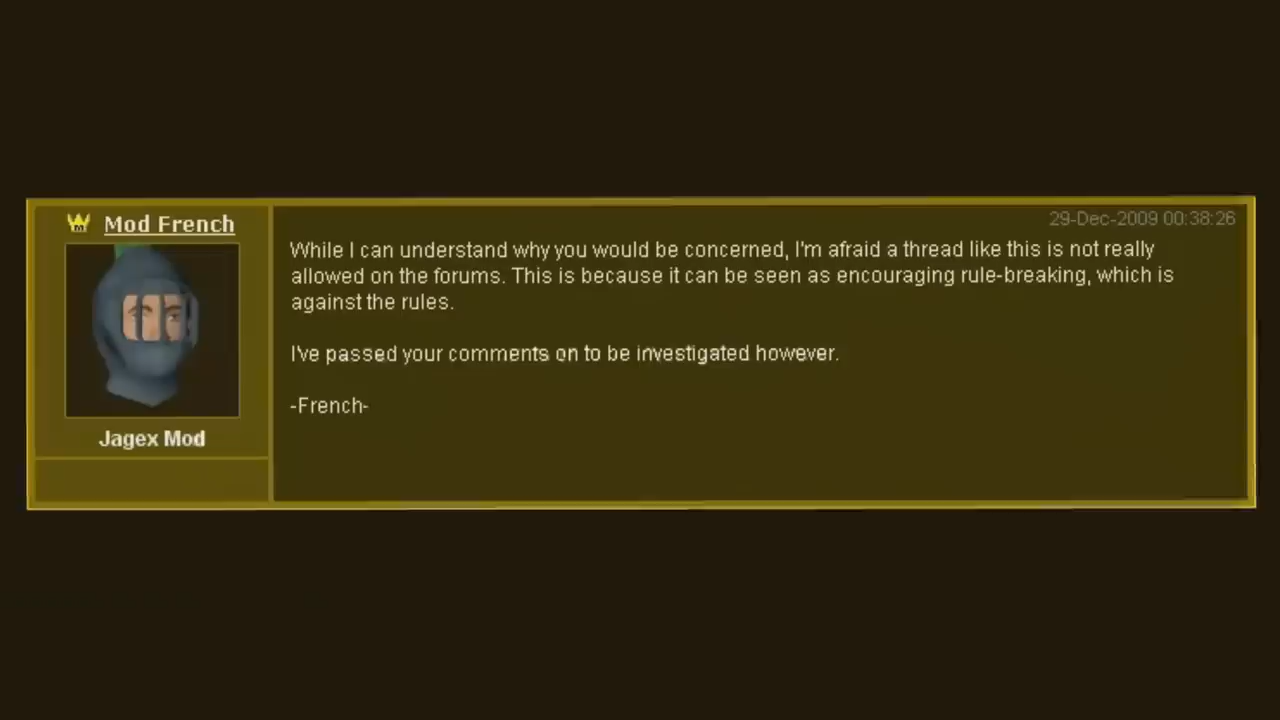 Mod French
Jagex Mod
29-Dec-2009 00:38:26
While I can understand why you would be concerned, I'm afraid a thread like this is not really
allowed on the forums. This is because it can be seen as encouraging rule-breaking, which is
against the rules.
I've passed your comments on to be investigated however.
-French-